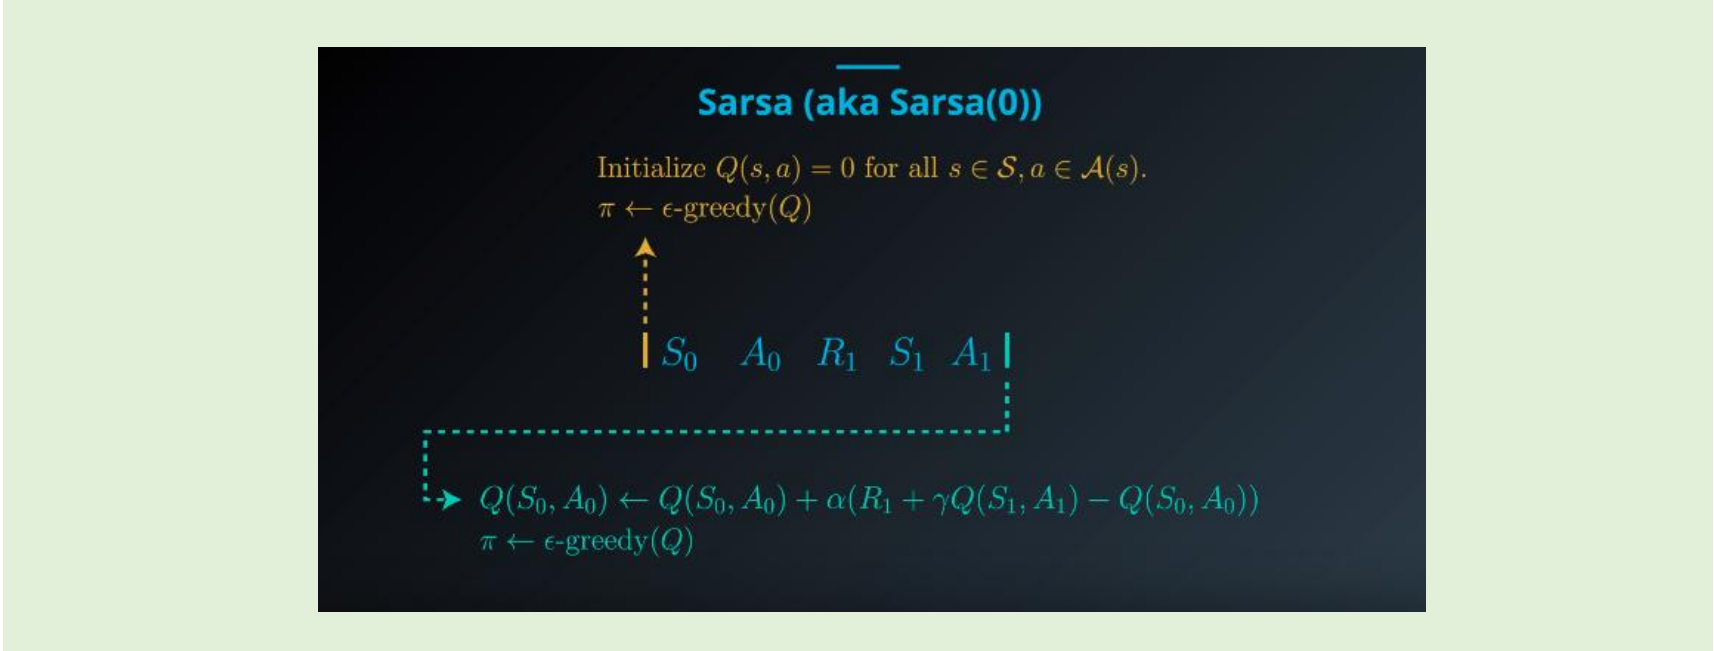 Sarsa (aka Sarsa(0))
Initialize Q(s, a) = 0 for all s ∈ 𝒮, a ∈ 𝒜(s).
π ← ϵ-greedy(Q)
S₀ A₀ R₁ S₁ A₁
Q(S₀, A₀) ← Q(S₀, A₀) + α(R₁ + γQ(S₁, A₁) − Q(S₀, A₀))
π ← ϵ-greedy(Q)